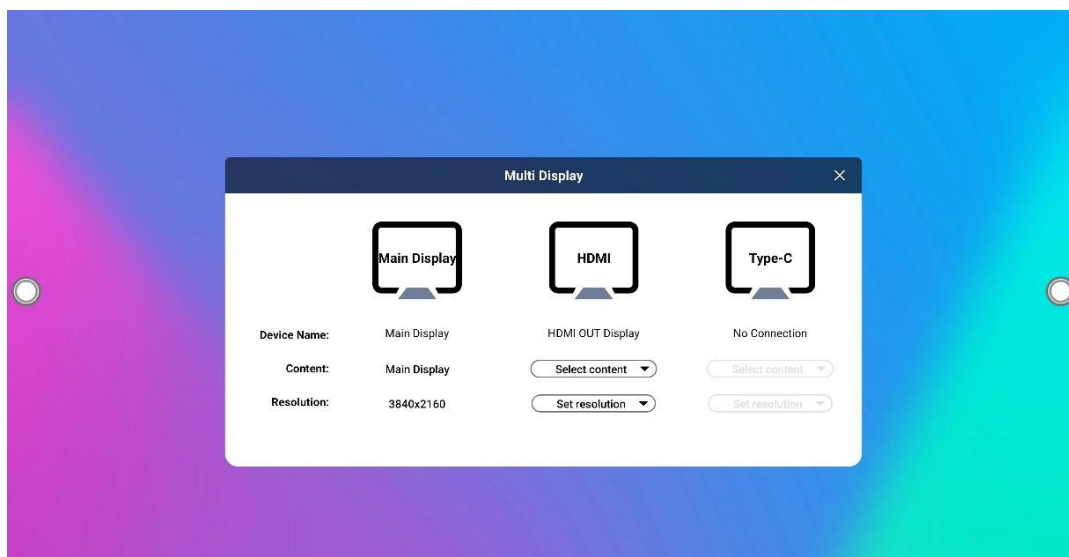 Multi Display
Main Display HDMI Type-C
Device Name: Main Display HDMI OUT Display No Connection
Content: Main Display Select content Select content
Resolution: 3840x2160 Set resolution Set resolution